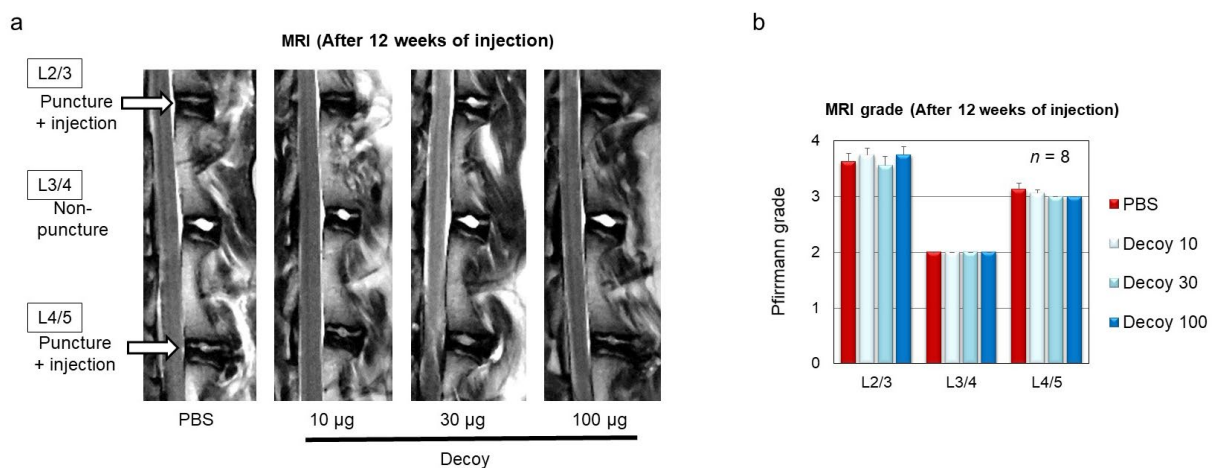 a
MRI (After 12 weeks of injection)
L2/3
Puncture
+ injection
L3/4
Non-
puncture
L4/5
Puncture
+ injection
PBS
10 µg
30 µg
100 µg
Decoy
b
MRI grade (After 12 weeks of injection)
n = 8
Pfirrmann grade
4
3
2
1
0
L2/3
L3/4
L4/5
PBS
Decoy 10
Decoy 30
Decoy 100